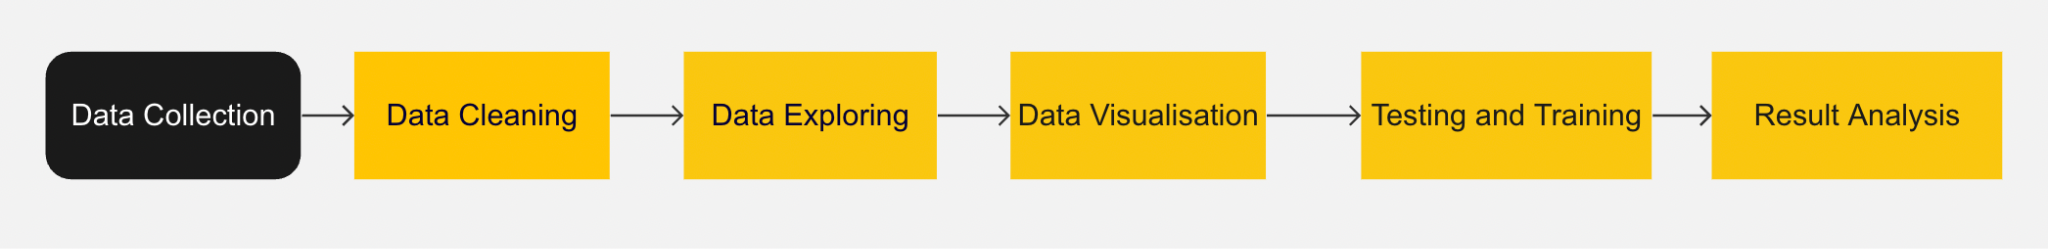 Data Collection
Data Cleaning
Data Exploring
Data Visualisation
Testing and Training
Result Analysis